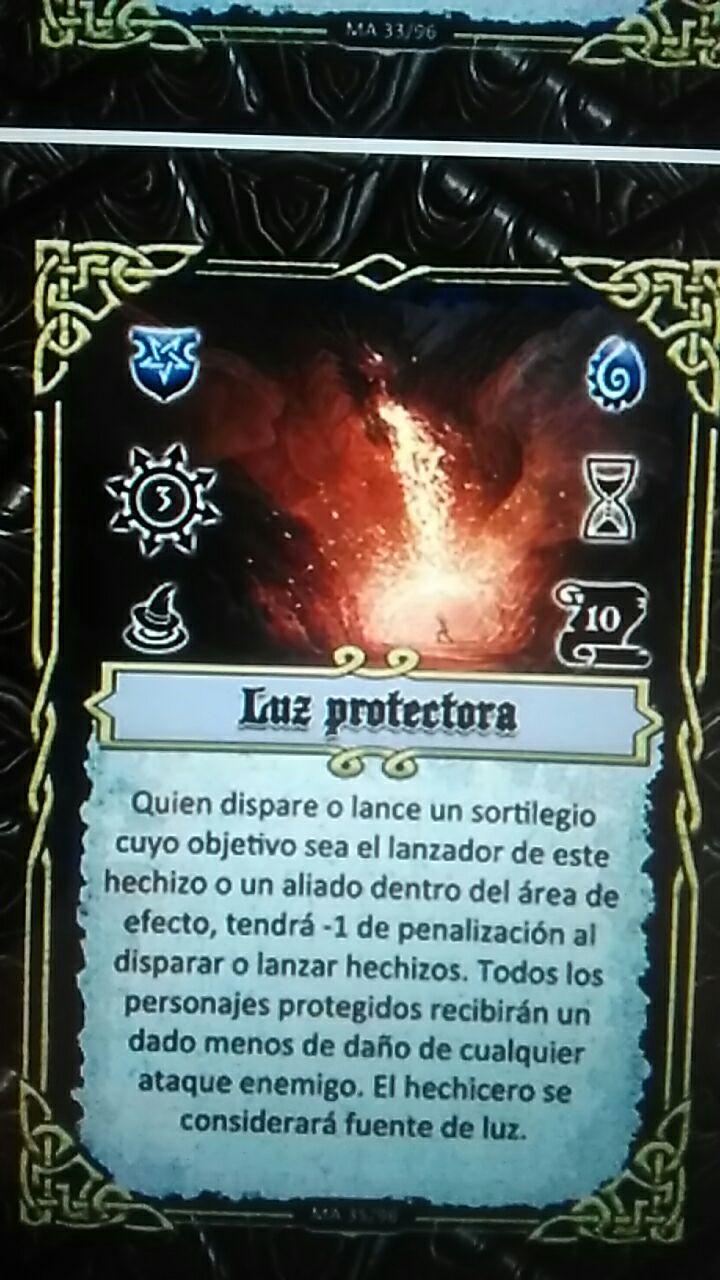 MA 33/96
3
10
Luz protectora
Quien dispare o lance un sortilegio
cuyo objetivo sea el lanzador de este
hechizo o un aliado dentro del área de
efecto, tendrá -1 de penalización al
disparar o lanzar hechizos. Todos los
personajes protegidos recibirán un
dado menos de daño de cualquier
ataque enemigo. El hechicero se
considerará fuente de luz.
MA